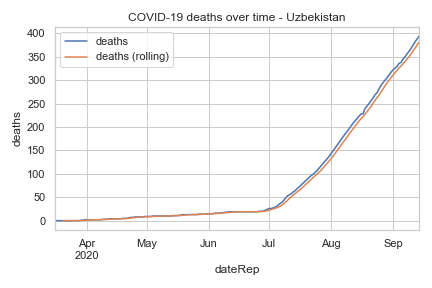 COVID-19 deaths over time - Uzbekistan
deaths
deaths (rolling)
deaths
400
350
300
250
200
150
100
50
0
Apr
2020
May
Jun
Jul
Aug
Sep
dateRep